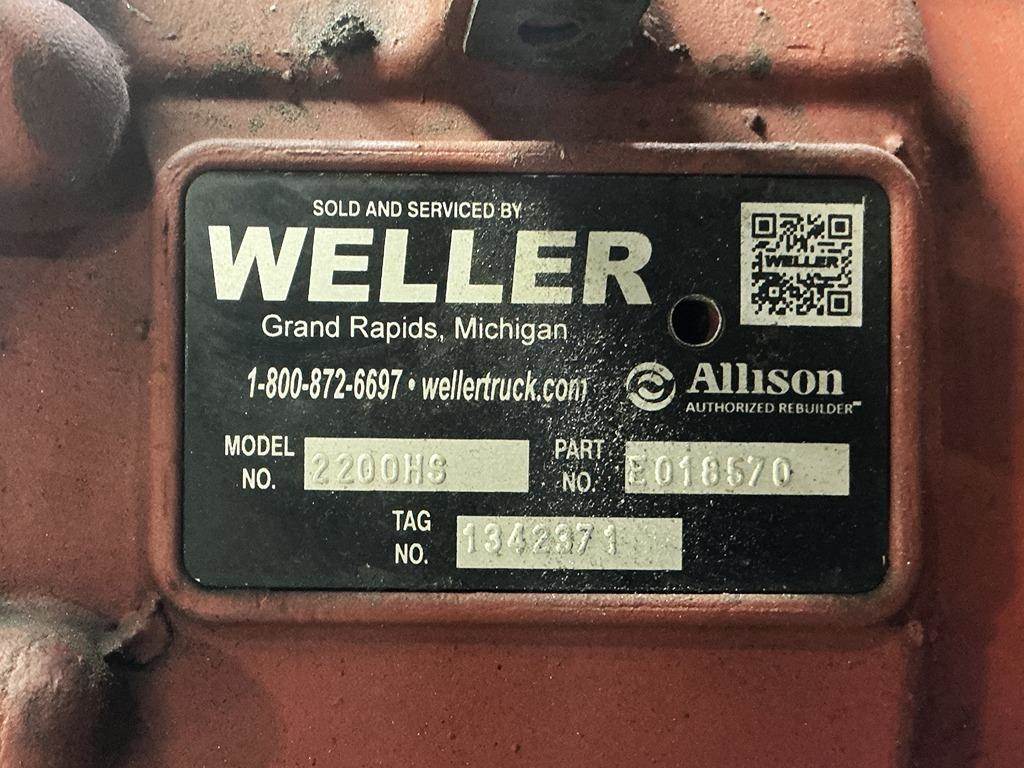 SOLD AND SERVICED BY
WELLER
WELLER
Grand Rapids, Michigan
1-800-872-6697 • wellertruck.com
Allison
AUTHORIZED REBUILDER
MODEL NO. 2200HS
PART NO. E018570
TAG NO. 1342371